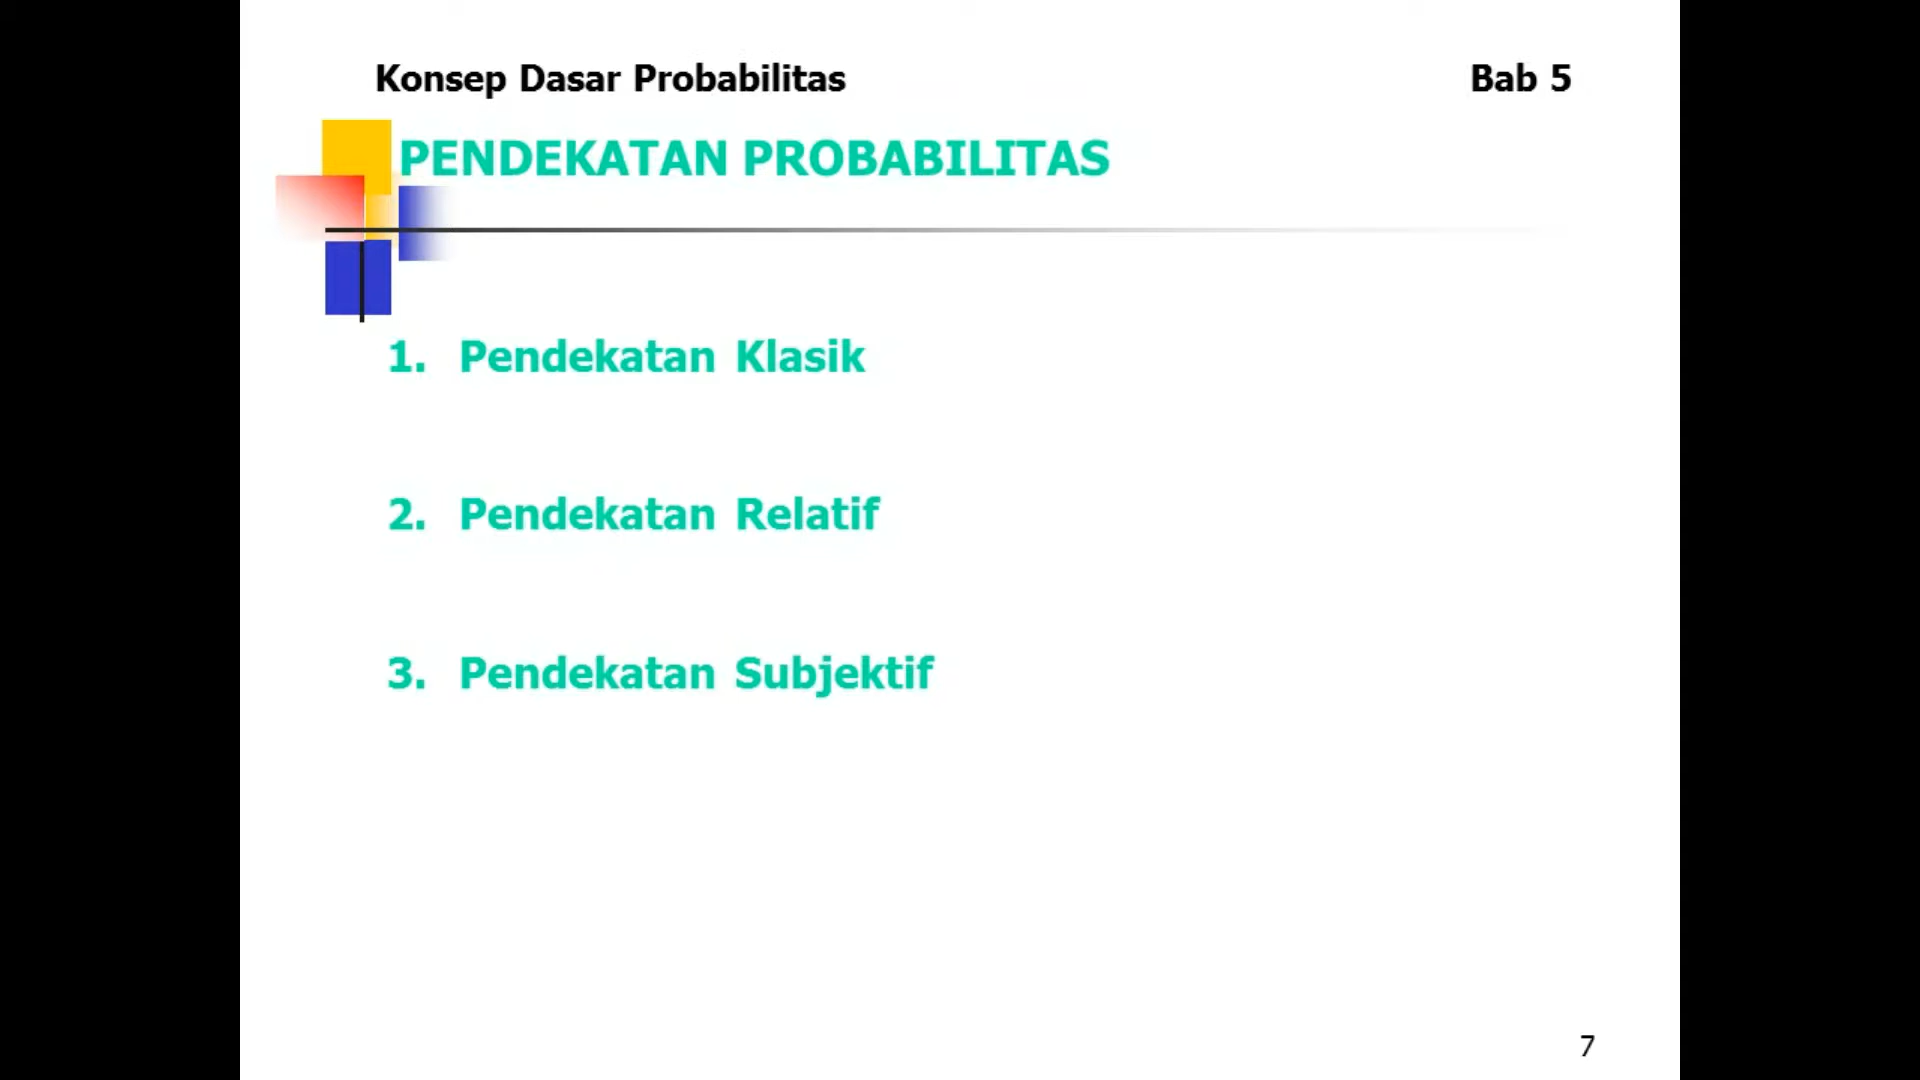 Konsep Dasar Probabilitas
Bab 5
PENDEKATAN PROBABILITAS
1. Pendekatan Klasik
2. Pendekatan Relatif
3. Pendekatan Subjektif
7